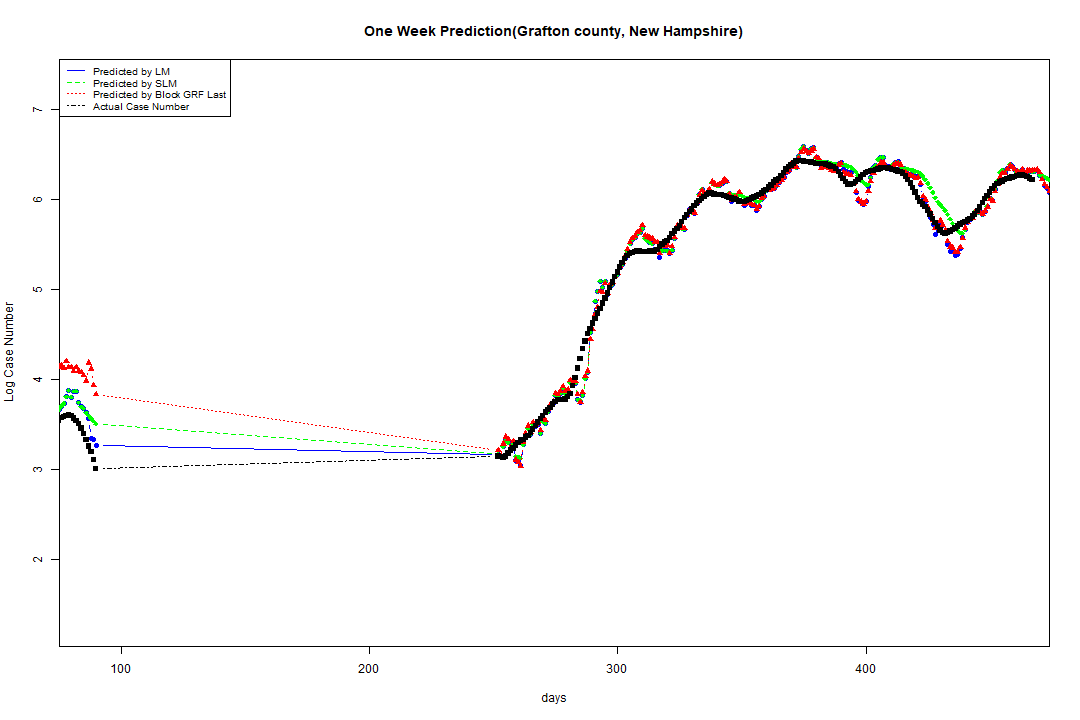 One Week Prediction(Grafton county, New Hampshire)
Predicted by LM
Predicted by SLM
Predicted by Block GRF Last
Actual Case Number
7
6
5
4
3
2
Log Case Number
100 200 300 400
days